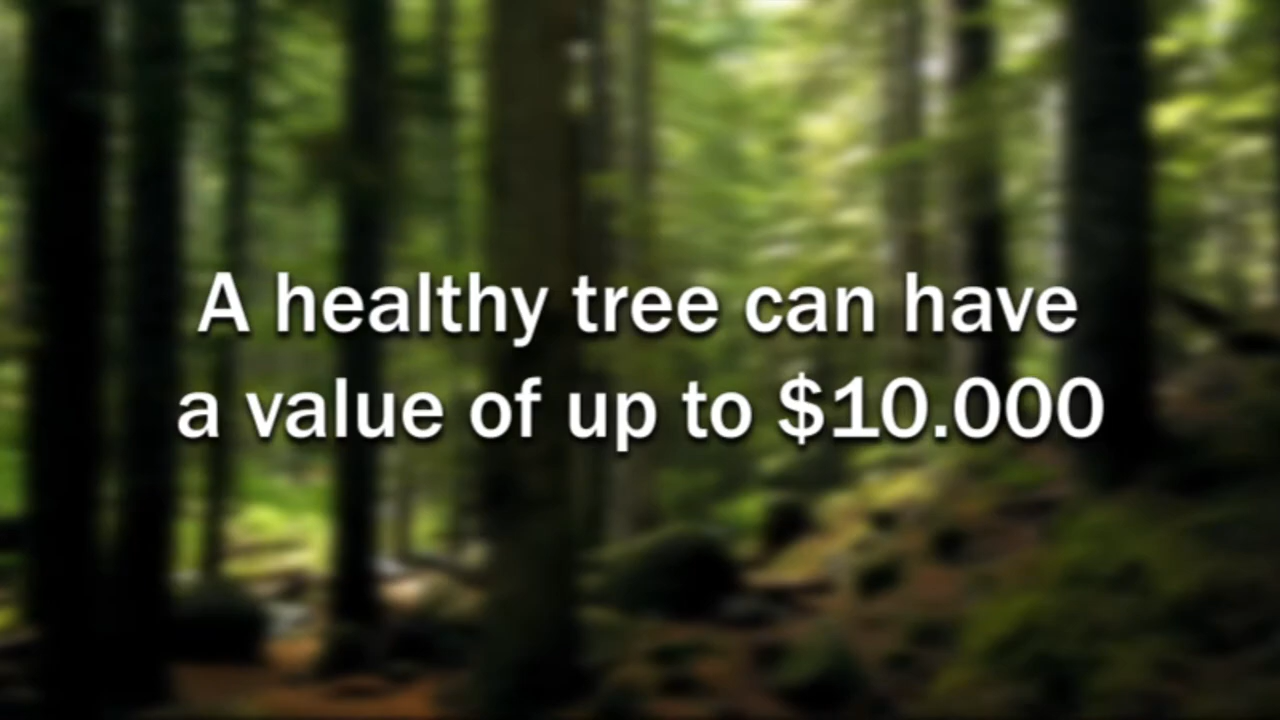 A healthy tree can have
a value of up to $10.000